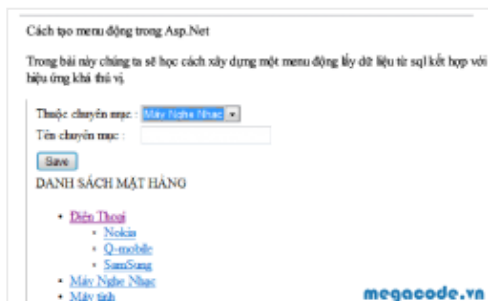 Cách tạo menu động trong Asp.Net
Trong bài này chúng ta sẽ học cách xây dựng một menu động lấy dữ liệu từ sql kết hợp với
hiệu ứng khá thú vị.
Thuộc chuyên mục : Máy Nghe Nhạc
Tên chuyên mục :
Save
DANH SÁCH MẶT HÀNG
Điện Thoại
Nokia
Q-mobile
SamSung
Máy Nghe Nhạc
Máy tính
megacode.vn